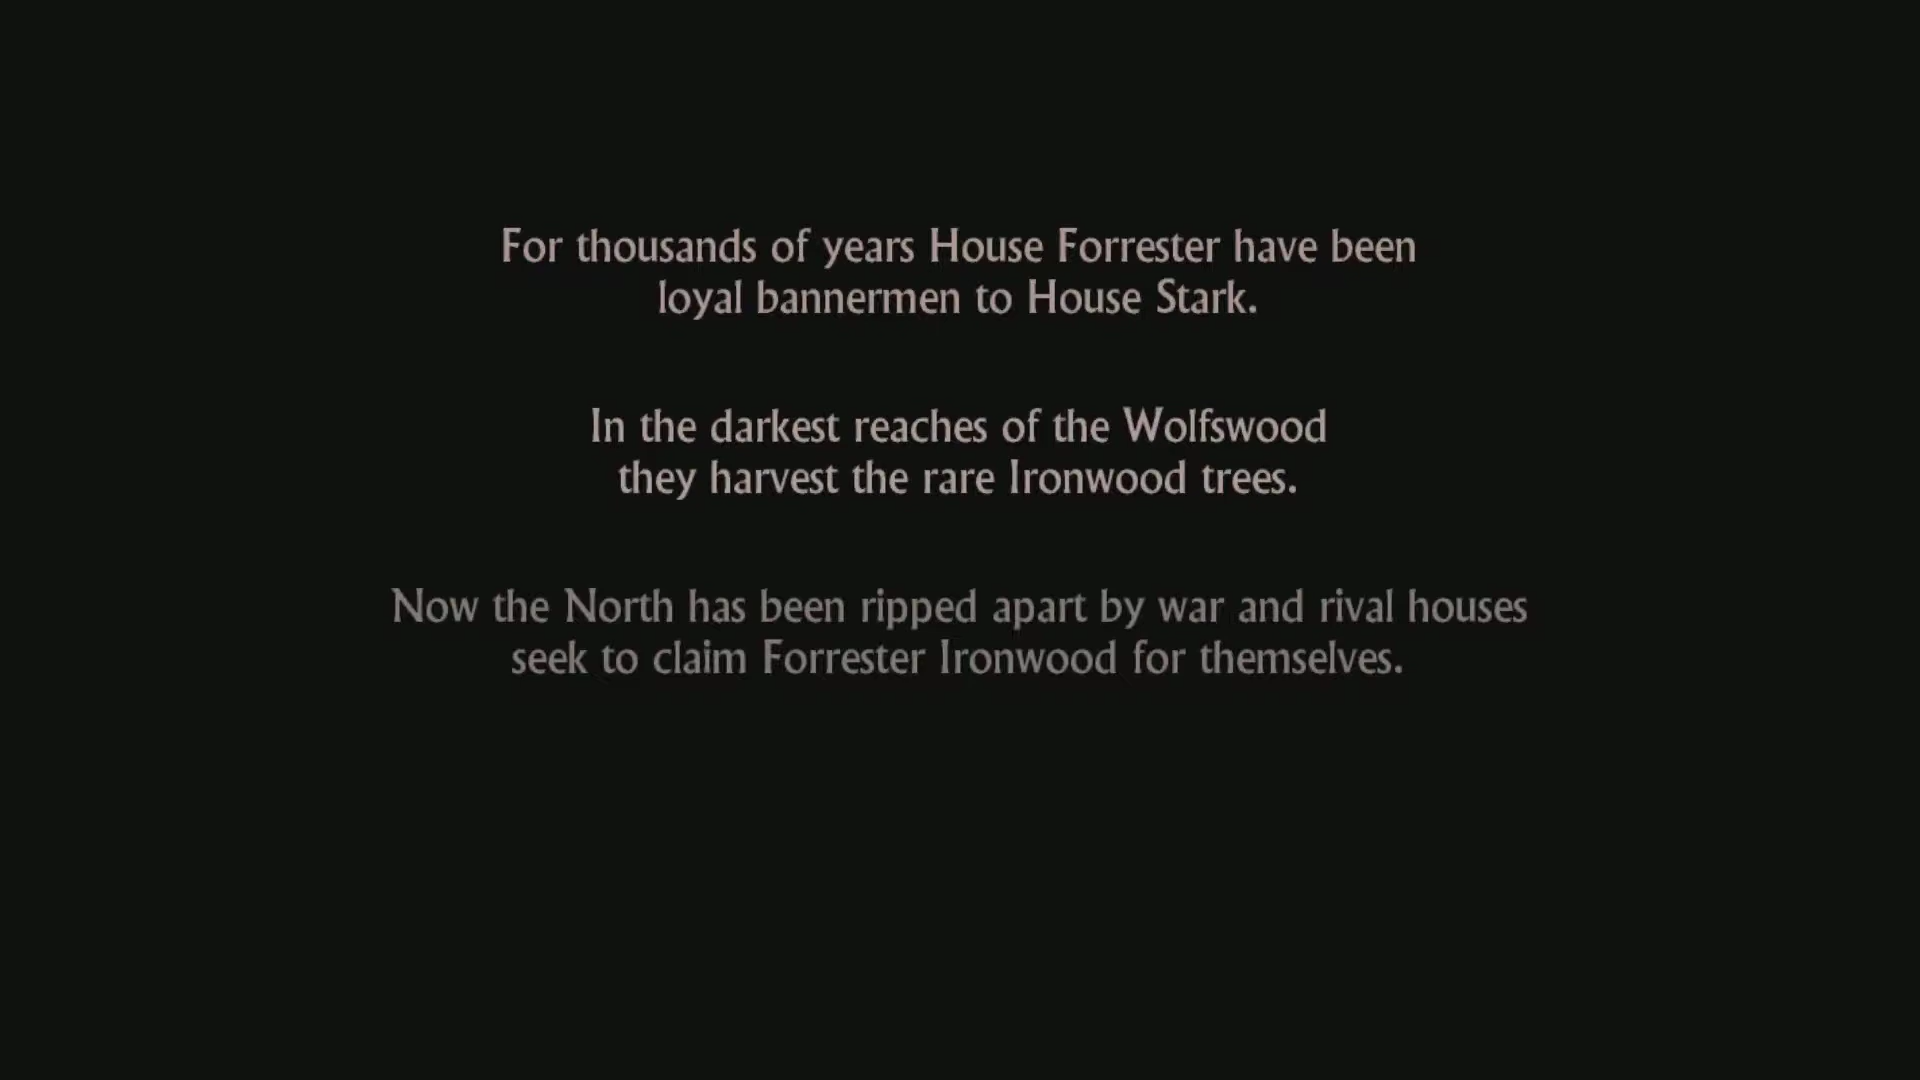 For thousands of years House Forrester have been
loyal bannermen to House Stark.
In the darkest reaches of the Wolfswood
they harvest the rare Ironwood trees.
Now the North has been ripped apart by war and rival houses
seek to claim Forrester Ironwood for themselves.